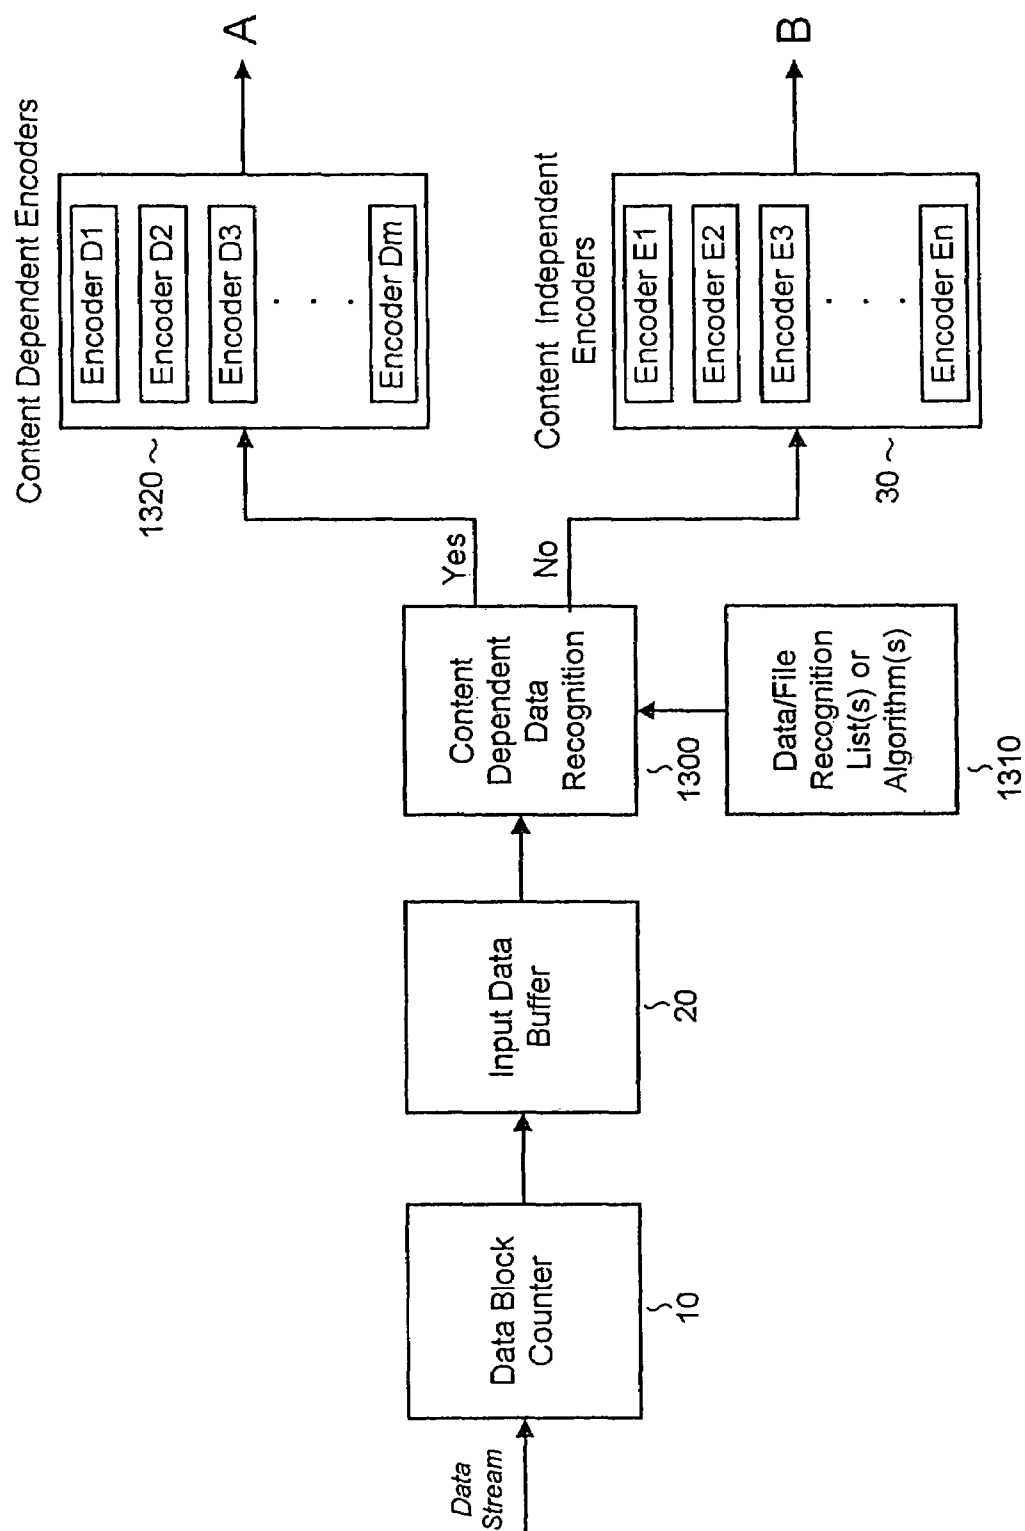 Data
Stream
Data Block
Counter
10
Input Data
Buffer
20
Content
Dependent
Data
Recognition
1300
Data/File
Recognition
List(s) or
Algorithm(s)
1310
Yes
No
Content Dependent Encoders
1320
Encoder D1
Encoder D2
Encoder D3
. . .
Encoder Dm
A
Content Independent
Encoders
30
Encoder E1
Encoder E2
Encoder E3
. . .
Encoder En
B